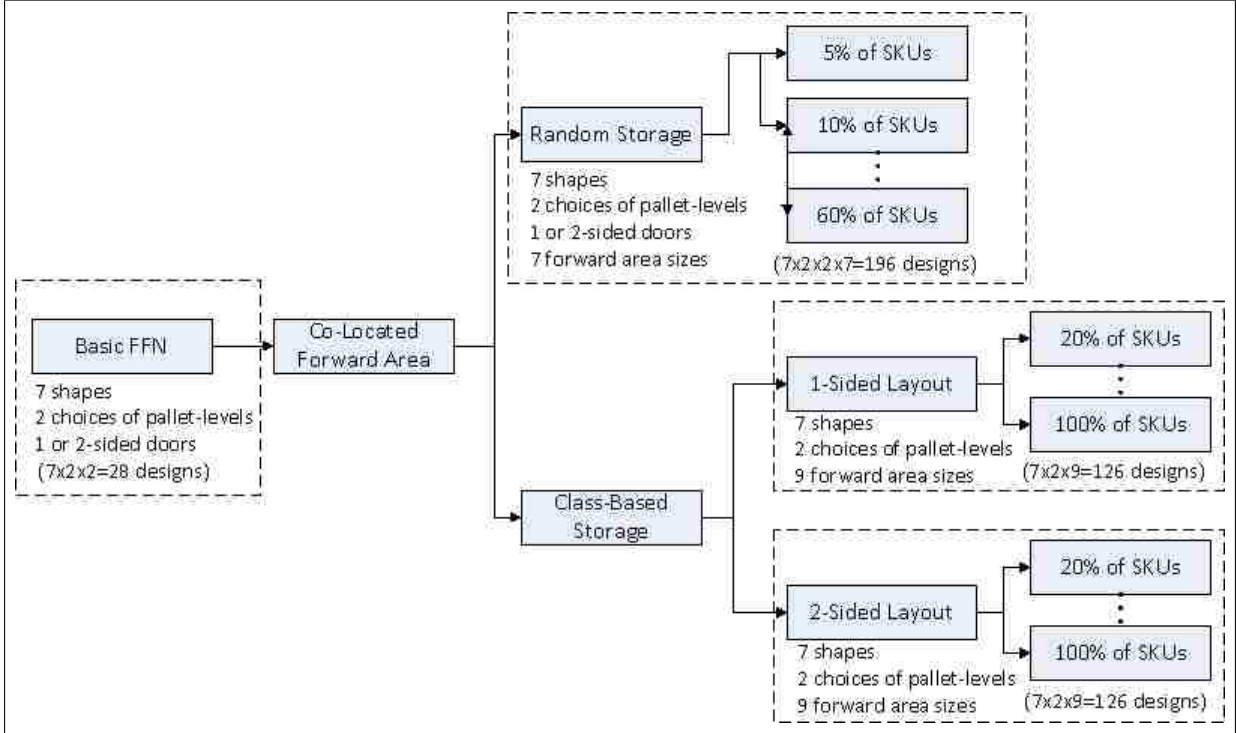 Basic FFN
7 shapes
2 choices of pallet-levels
1 or 2-sided doors
(7x2x2=28 designs)
Co-Located
Forward Area
Random Storage
7 shapes
2 choices of pallet-levels
1 or 2-sided doors
7 forward area sizes
5% of SKUs
10% of SKUs
60% of SKUs
(7x2x2x7=196 designs)
Class-Based
Storage
1-Sided Layout
7 shapes
2 choices of pallet-levels
9 forward area sizes
20% of SKUs
100% of SKUs
(7x2x9=126 designs)
2-Sided Layout
7 shapes
2 choices of pallet-levels
9 forward area sizes
20% of SKUs
100% of SKUs
(7x2x9=126 designs)